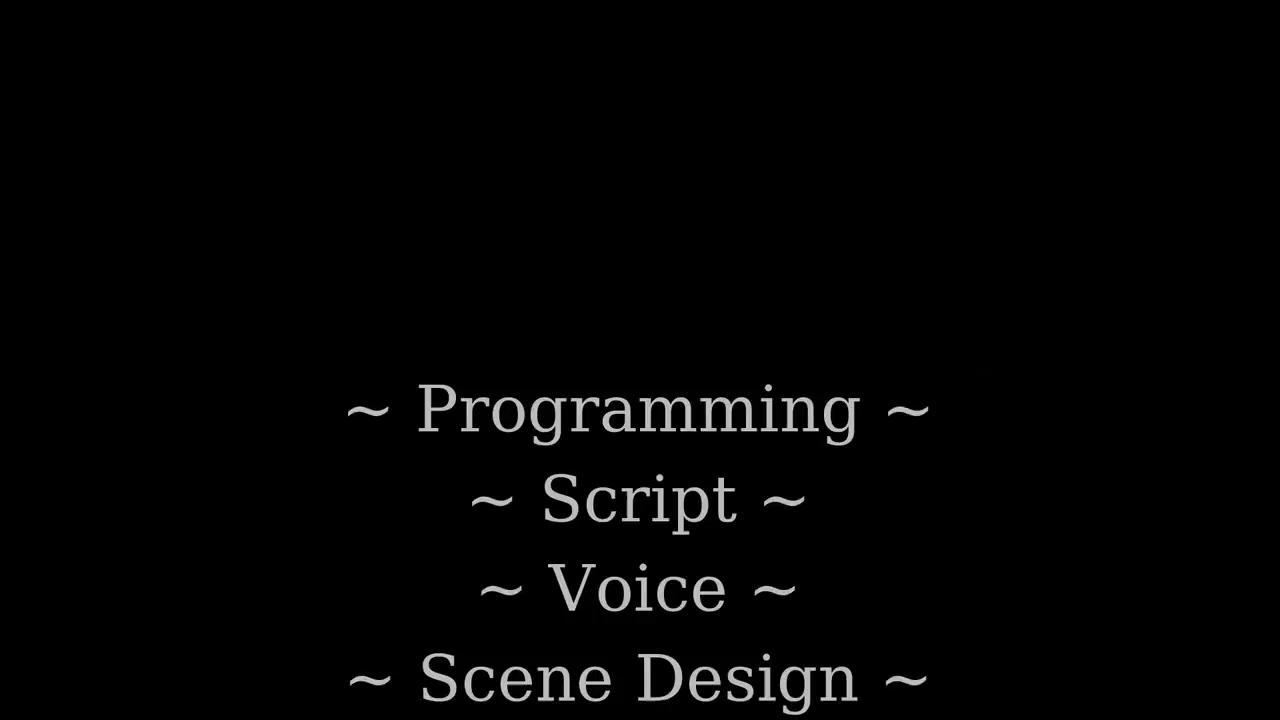 ~ Programming ~
~ Script ~
~ Voice ~
~ Scene Design ~